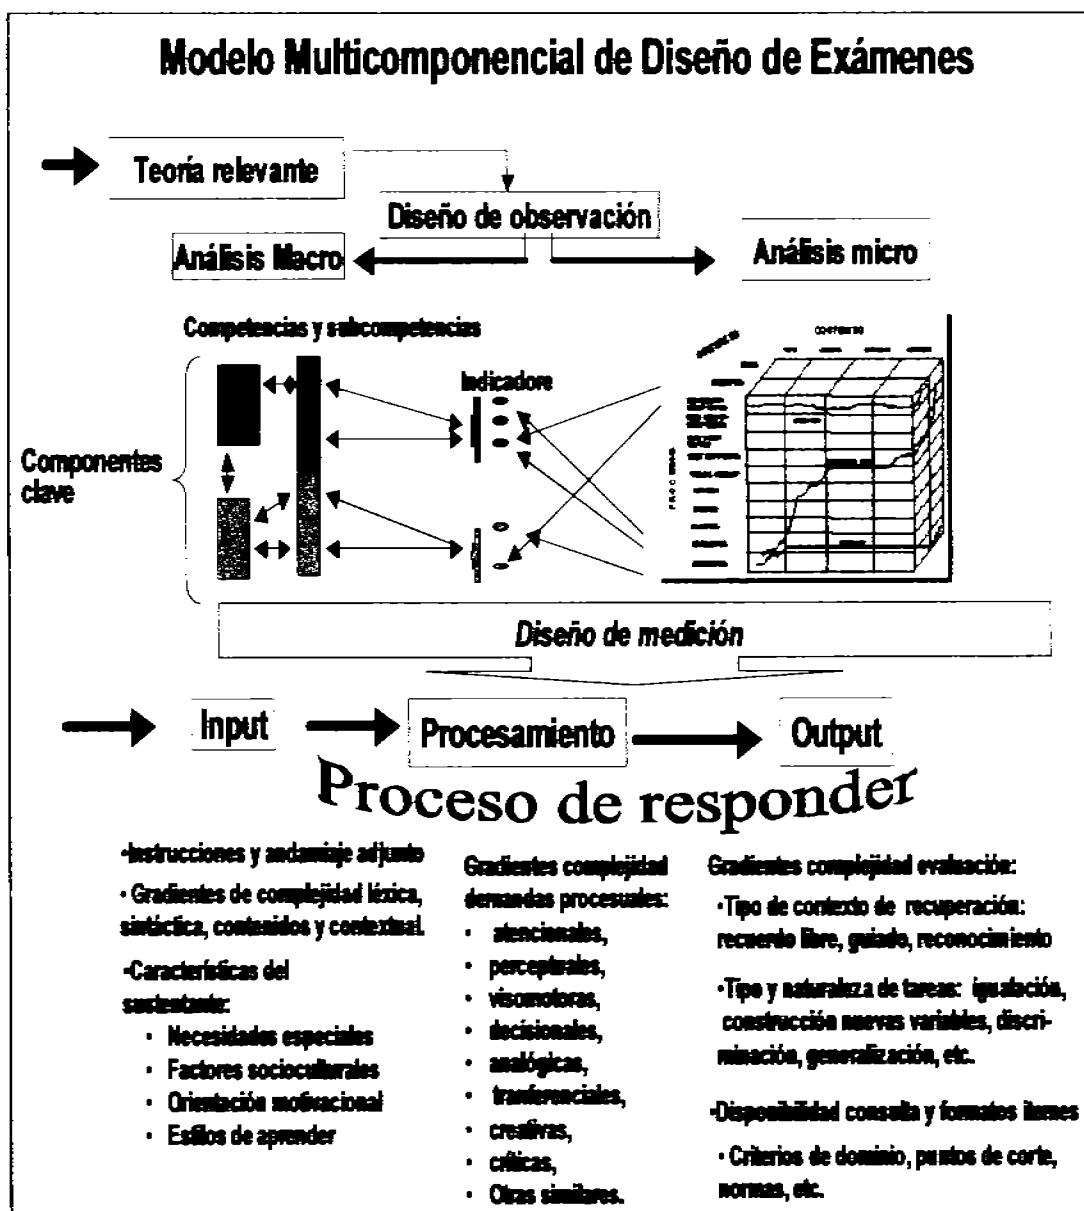 Modelo Multicomponencial de Diseño de Exámenes
Teoría relevante
Diseño de observación
Análisis Macro
Análisis micro
Competencias y subcompetencias
Indicadore
Componentes
clave
CONTENIDO
PROCESOS
Diseño de medición
Input
Procesamiento
Output
Proceso de responder
•Instrucciones y andamiaje adjunto
• Gradientes de complejidad léxica,
sintáctica, contenidos y contextual.
•Características del
sustentante:
• Necesidades especiales
• Factores socioculturales
• Orientación motivacional
• Estilos de aprender
Gradientes complejidad
demandas procesuales:
• atencionales,
• perceptuales,
• visomotoras,
• decisionales,
• analógicas,
• tranferenciales,
• creativas,
• críticas,
• Otras similares.
Gradientes complejidad evaluación:
•Tipo de contexto de recuperación:
recuerdo libre, guiado, reconocimiento
•Tipo y naturaleza de tareas: igualación,
construcción nuevas variables, discri-
minación, generalización, etc.
•Disponibilidad consulta y formatos itemes
• Criterios de dominio, puntos de corte,
normas, etc.